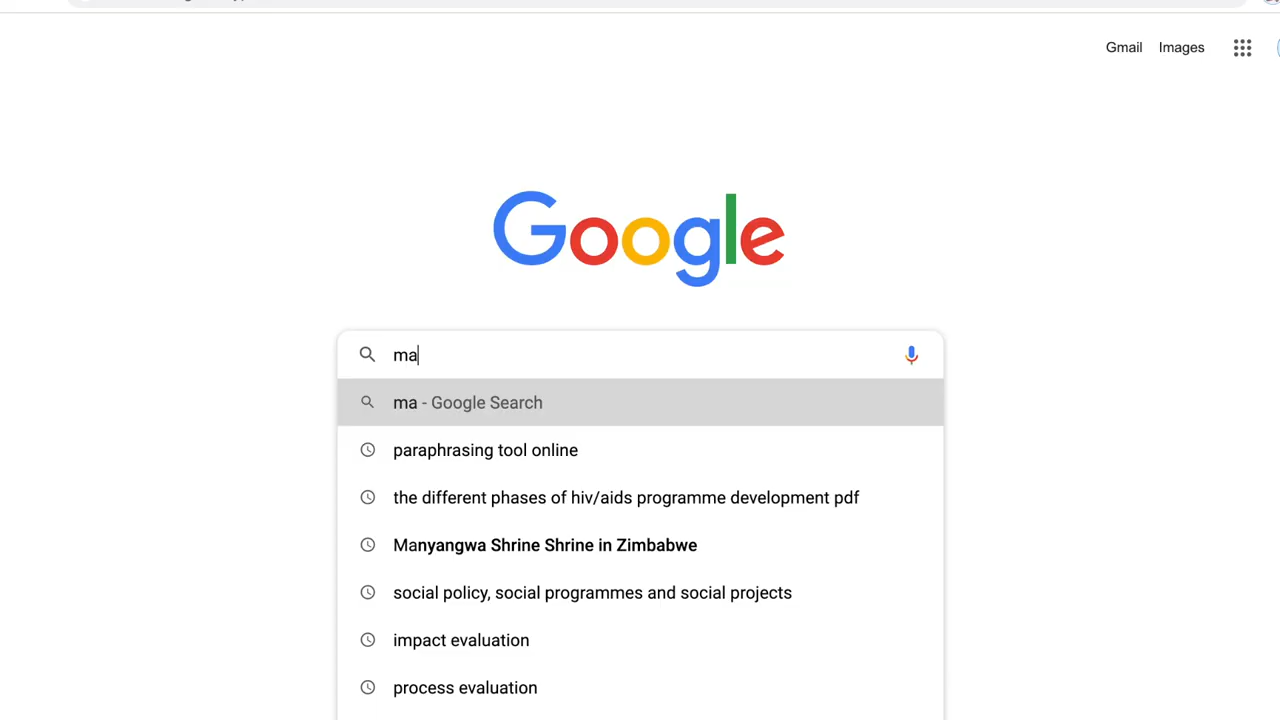 Gmail Images
Google
ma
ma - Google Search
paraphrasing tool online
the different phases of hiv/aids programme development pdf
Manyangwa Shrine Shrine in Zimbabwe
social policy, social programmes and social projects
impact evaluation
process evaluation